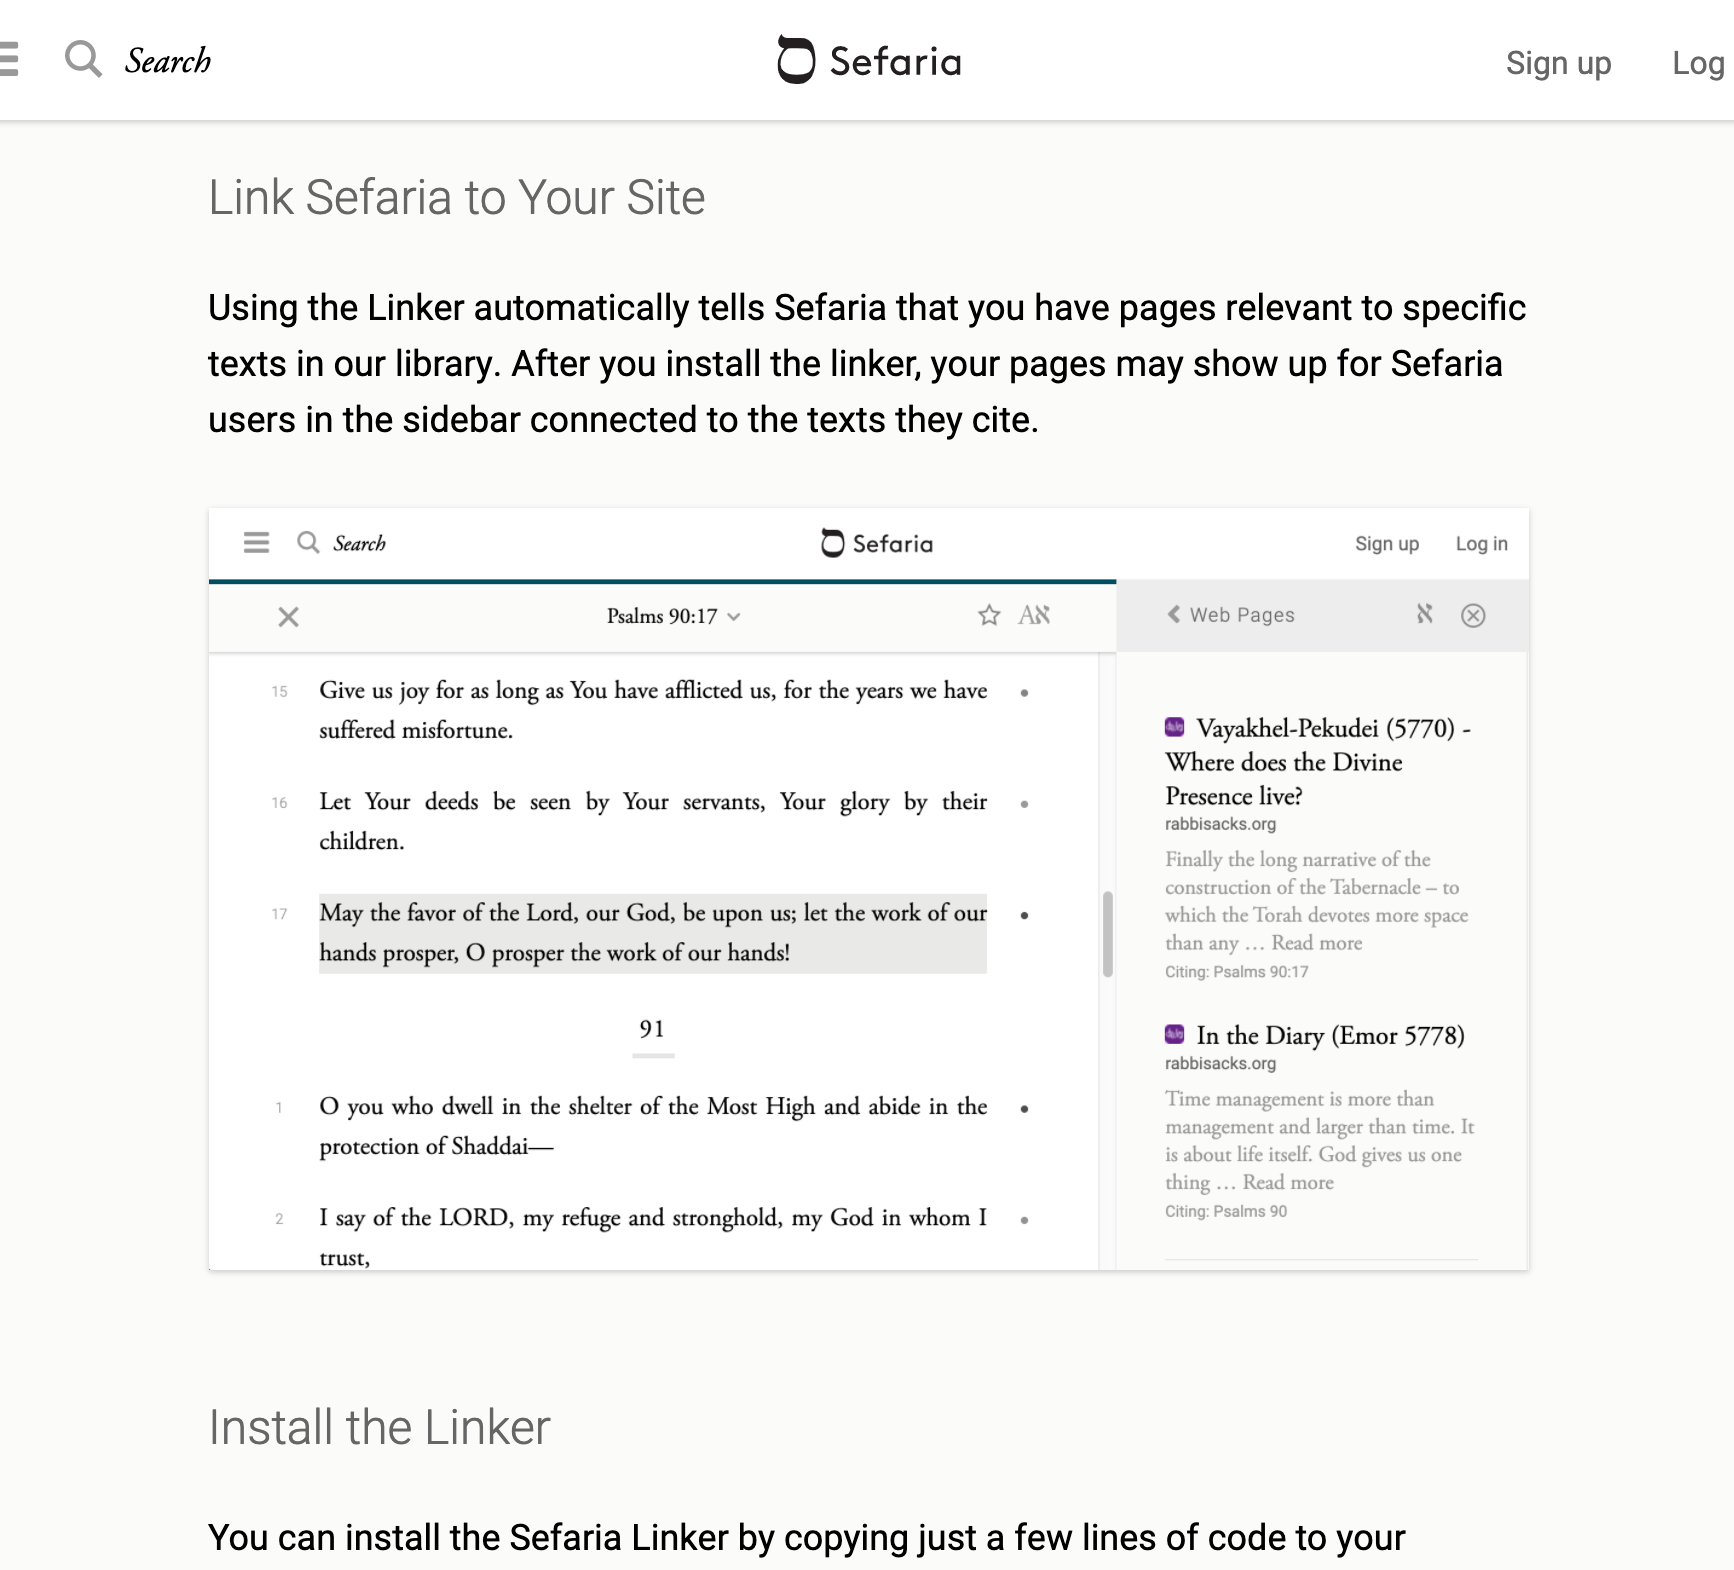 Search
Sefaria
Sign up
Log
Link Sefaria to Your Site
Using the Linker automatically tells Sefaria that you have pages relevant to specific
texts in our library. After you install the linker, your pages may show up for Sefaria
users in the sidebar connected to the texts they cite.
Search
Sefaria
Sign up
Log in
Psalms 90:17
Aא
15 Give us joy for as long as You have afflicted us, for the years we have
suffered misfortune.
16 Let Your deeds be seen by Your servants, Your glory by their
children.
17 May the favor of the Lord, our God, be upon us; let the work of our
hands prosper, O prosper the work of our hands!
91
1 O you who dwell in the shelter of the Most High and abide in the
protection of Shaddai—
2 I say of the LORD, my refuge and stronghold, my God in whom I
trust,
Web Pages
א
Vayakhel-Pekudei (5770) -
Where does the Divine
Presence live?
rabbisacks.org
Finally the long narrative of the
construction of the Tabernacle – to
which the Torah devotes more space
than any … Read more
Citing: Psalms 90:17
In the Diary (Emor 5778)
rabbisacks.org
Time management is more than
management and larger than time. It
is about life itself. God gives us one
thing … Read more
Citing: Psalms 90
Install the Linker
You can install the Sefaria Linker by copying just a few lines of code to your